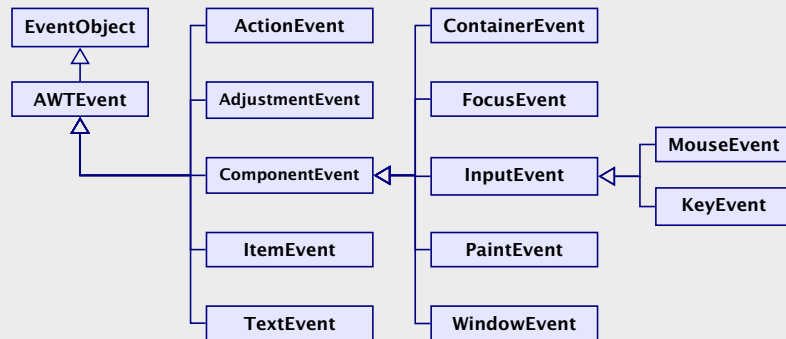 EventObject
AWTEvent
ActionEvent
AdjustmentEvent
ComponentEvent
ItemEvent
TextEvent
ContainerEvent
FocusEvent
InputEvent
PaintEvent
WindowEvent
MouseEvent
KeyEvent